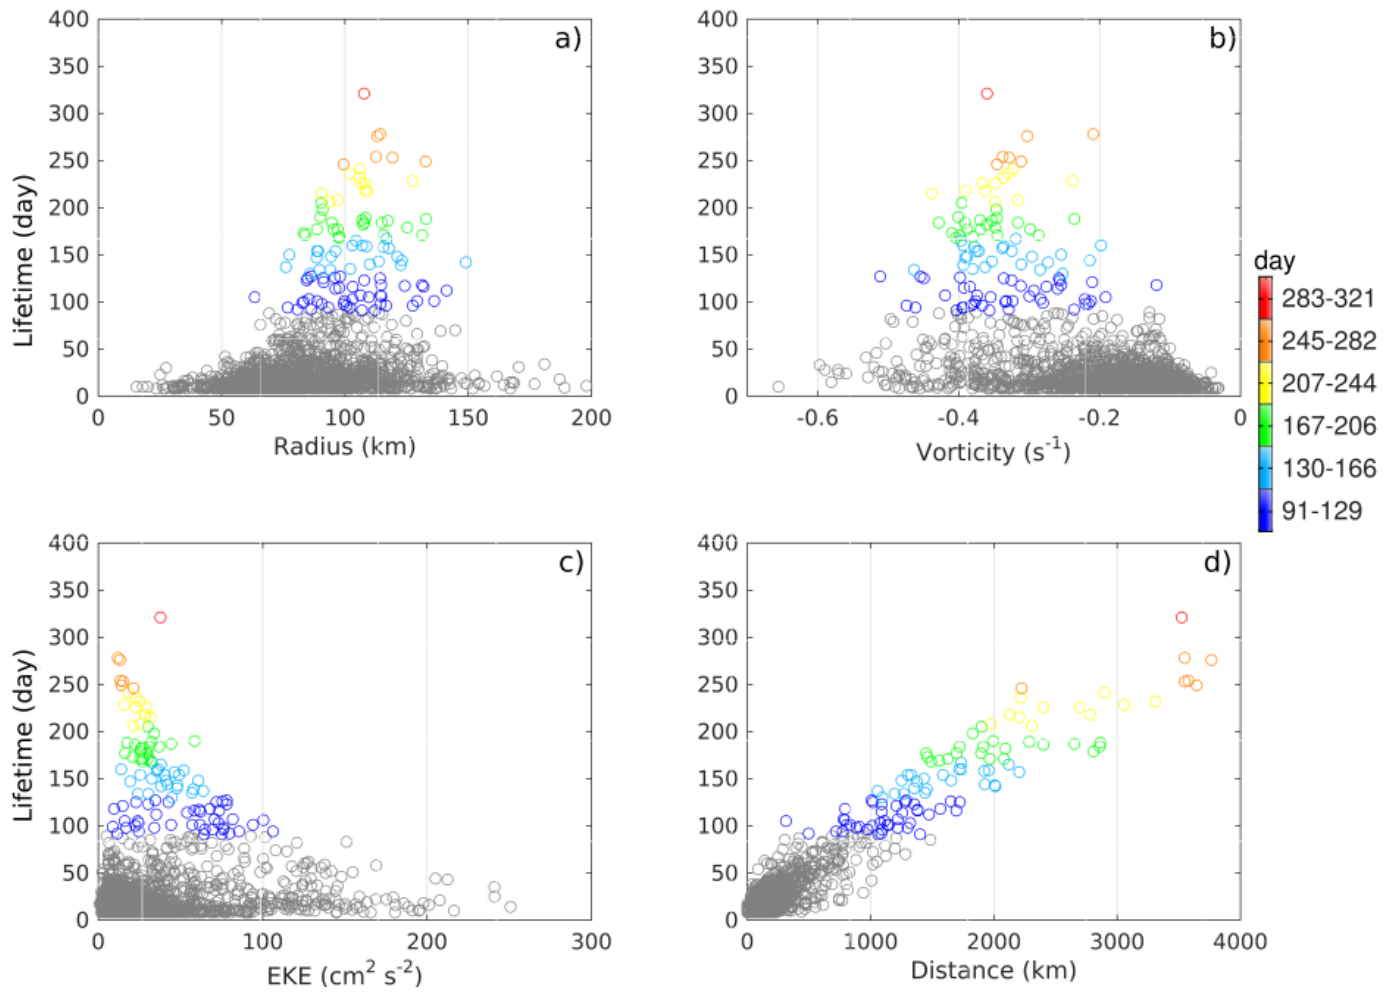 400
350
300
250
200
150
100
50
0
Lifetime (day)
a)
0 50 100 150 200
Radius (km)
400
350
300
250
200
150
100
50
0
b)
-0.6 -0.4 -0.2 0
Vorticity (s-1)
day
283-321
245-282
207-244
167-206
130-166
91-129
400
350
300
250
200
150
100
50
0
Lifetime (day)
c)
0 100 200 300
EKE (cm2 s-2)
400
350
300
250
200
150
100
50
0
d)
0 1000 2000 3000 4000
Distance (km)